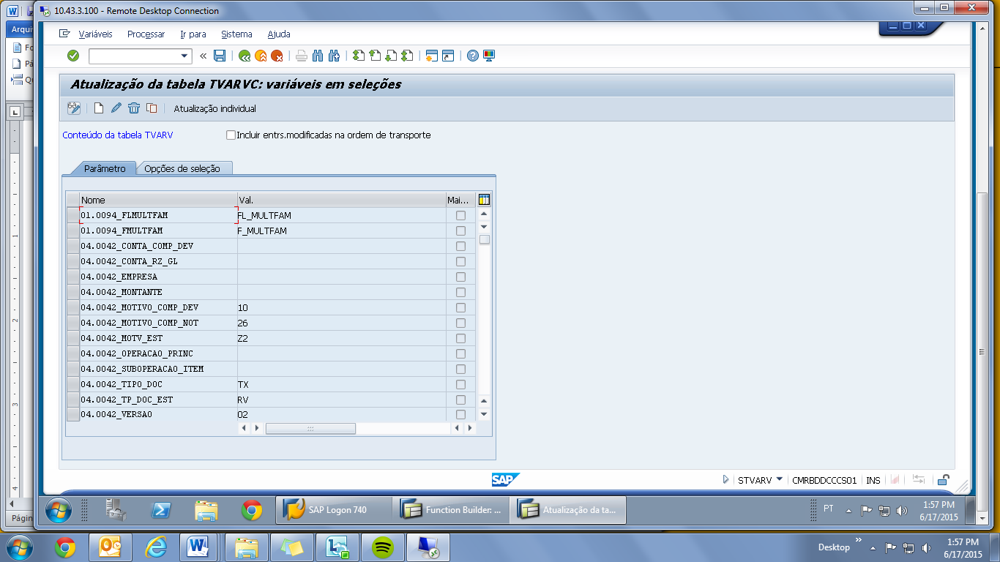 10.43.3.100 - Remote Desktop Connection
Variáveis Processar Ir para Sistema Ajuda
Atualização da tabela TVARVC: variáveis em seleções
Atualização individual
Conteúdo da tabela TVARV
Incluir entrs.modificadas na ordem de transporte
Parâmetro Opções de seleção
Nome Val. Mai...
01.0094_FLMULTFAM FL_MULTFAM
01.0094_FMULTFAM F_MULTFAM
04.0042_CONTA_COMP_DEV
04.0042_CONTA_RZ_GL
04.0042_EMPRESA
04.0042_MONTANTE
04.0042_MOTIVO_COMP_DEV 10
04.0042_MOTIVO_COMP_NOT 26
04.0042_MOTV_EST Z2
04.0042_OPERACAO_PRINC
04.0042_SUBOPERACAO_ITEM
04.0042_TIPO_DOC TX
04.0042_TP_DOC_EST RV
04.0042_VERSAO 02
SAP
STVARV CMRBDDCCCS01 INS
SAP Logon 740 Function Builder: ... Atualização da ta... PT 1:57 PM
6/17/2015
Arqui
Fo
Pá
Qu
1
2
3
4
Págin
Desktop 1:57 PM
6/17/2015